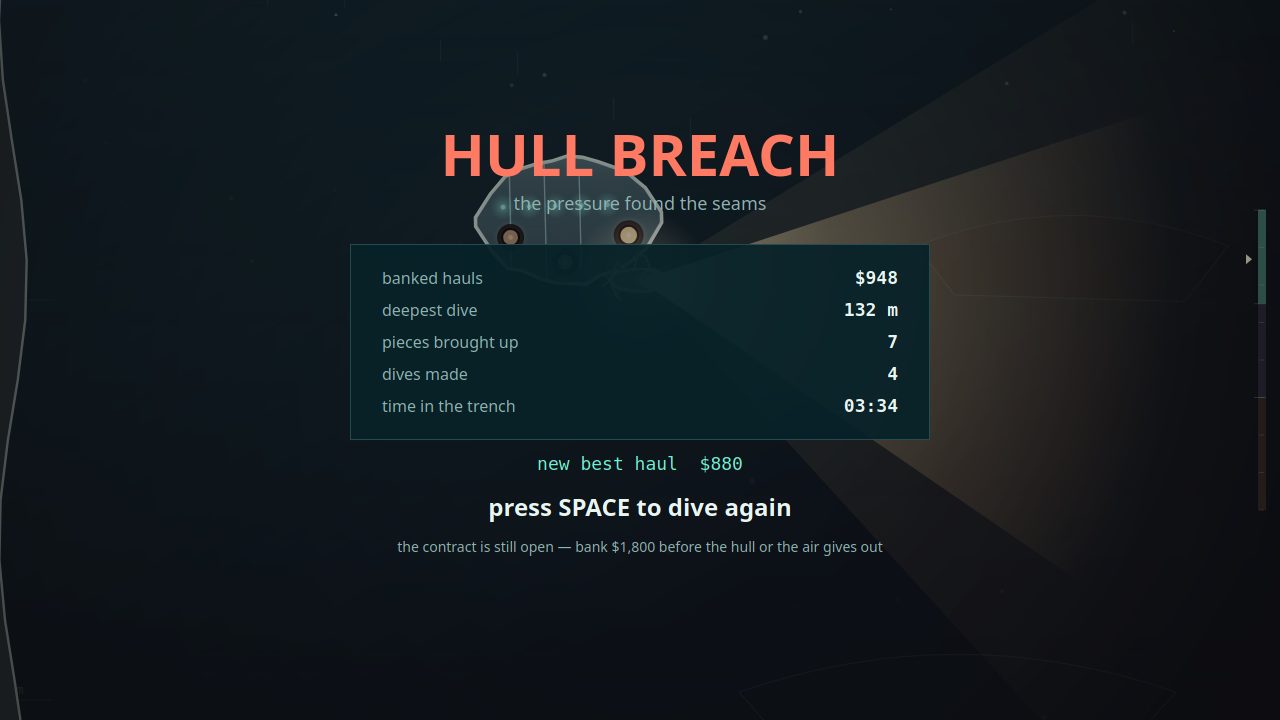 HULL BREACH
the pressure found the seams
banked hauls $948
deepest dive 132 m
pieces brought up 7
dives made 4
time in the trench 03:34
new best haul $880
press SPACE to dive again
the contract is still open — bank $1,800 before the hull or the air gives out